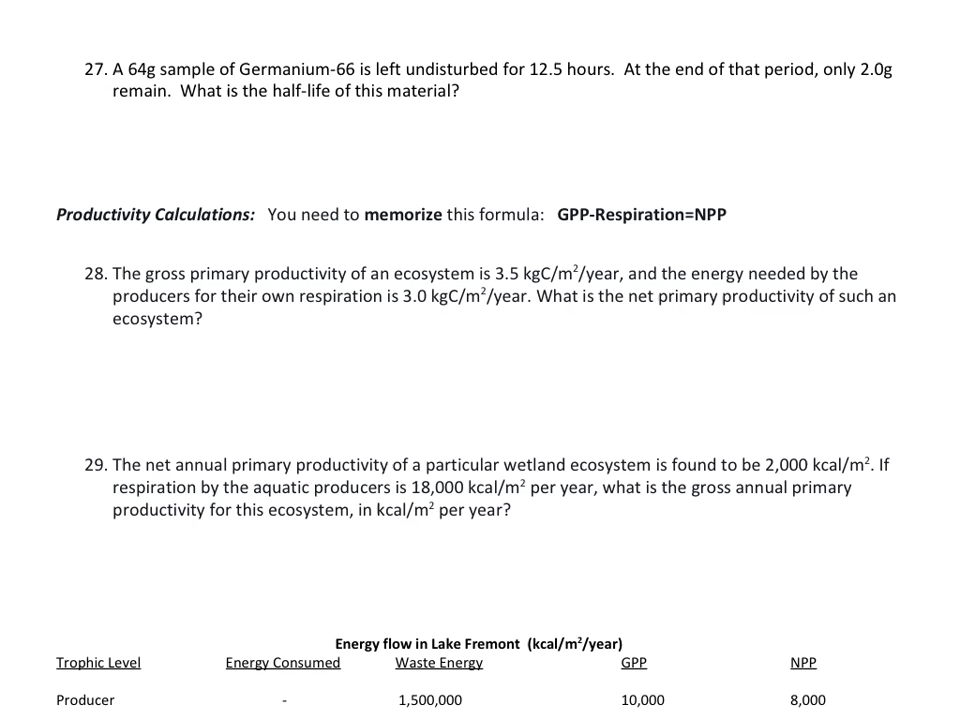 27. A 64g sample of Germanium-66 is left undisturbed for 12.5 hours.  At the end of that period, only 2.0g
remain.  What is the half-life of this material?
Productivity Calculations:   You need to memorize this formula:   GPP-Respiration=NPP
28. The gross primary productivity of an ecosystem is 3.5 kgC/m²/year, and the energy needed by the
producers for their own respiration is 3.0 kgC/m²/year. What is the net primary productivity of such an
ecosystem?
29. The net annual primary productivity of a particular wetland ecosystem is found to be 2,000 kcal/m². If
respiration by the aquatic producers is 18,000 kcal/m² per year, what is the gross annual primary
productivity for this ecosystem, in kcal/m² per year?
Energy flow in Lake Fremont  (kcal/m²/year)
Trophic Level   Energy Consumed   Waste Energy   GPP   NPP
Producer   -   1,500,000   10,000   8,000